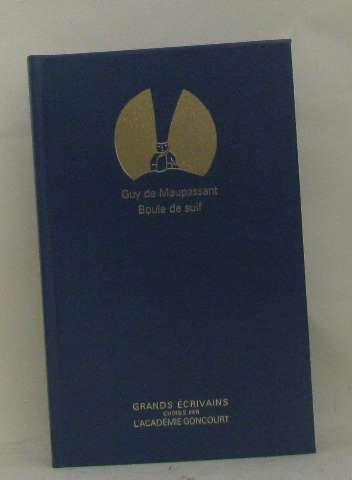 Guy de Maupassant
Boule de suif
GRANDS ÉCRIVAINS
CHOISIS PAR
L'ACADÉMIE GONCOURT